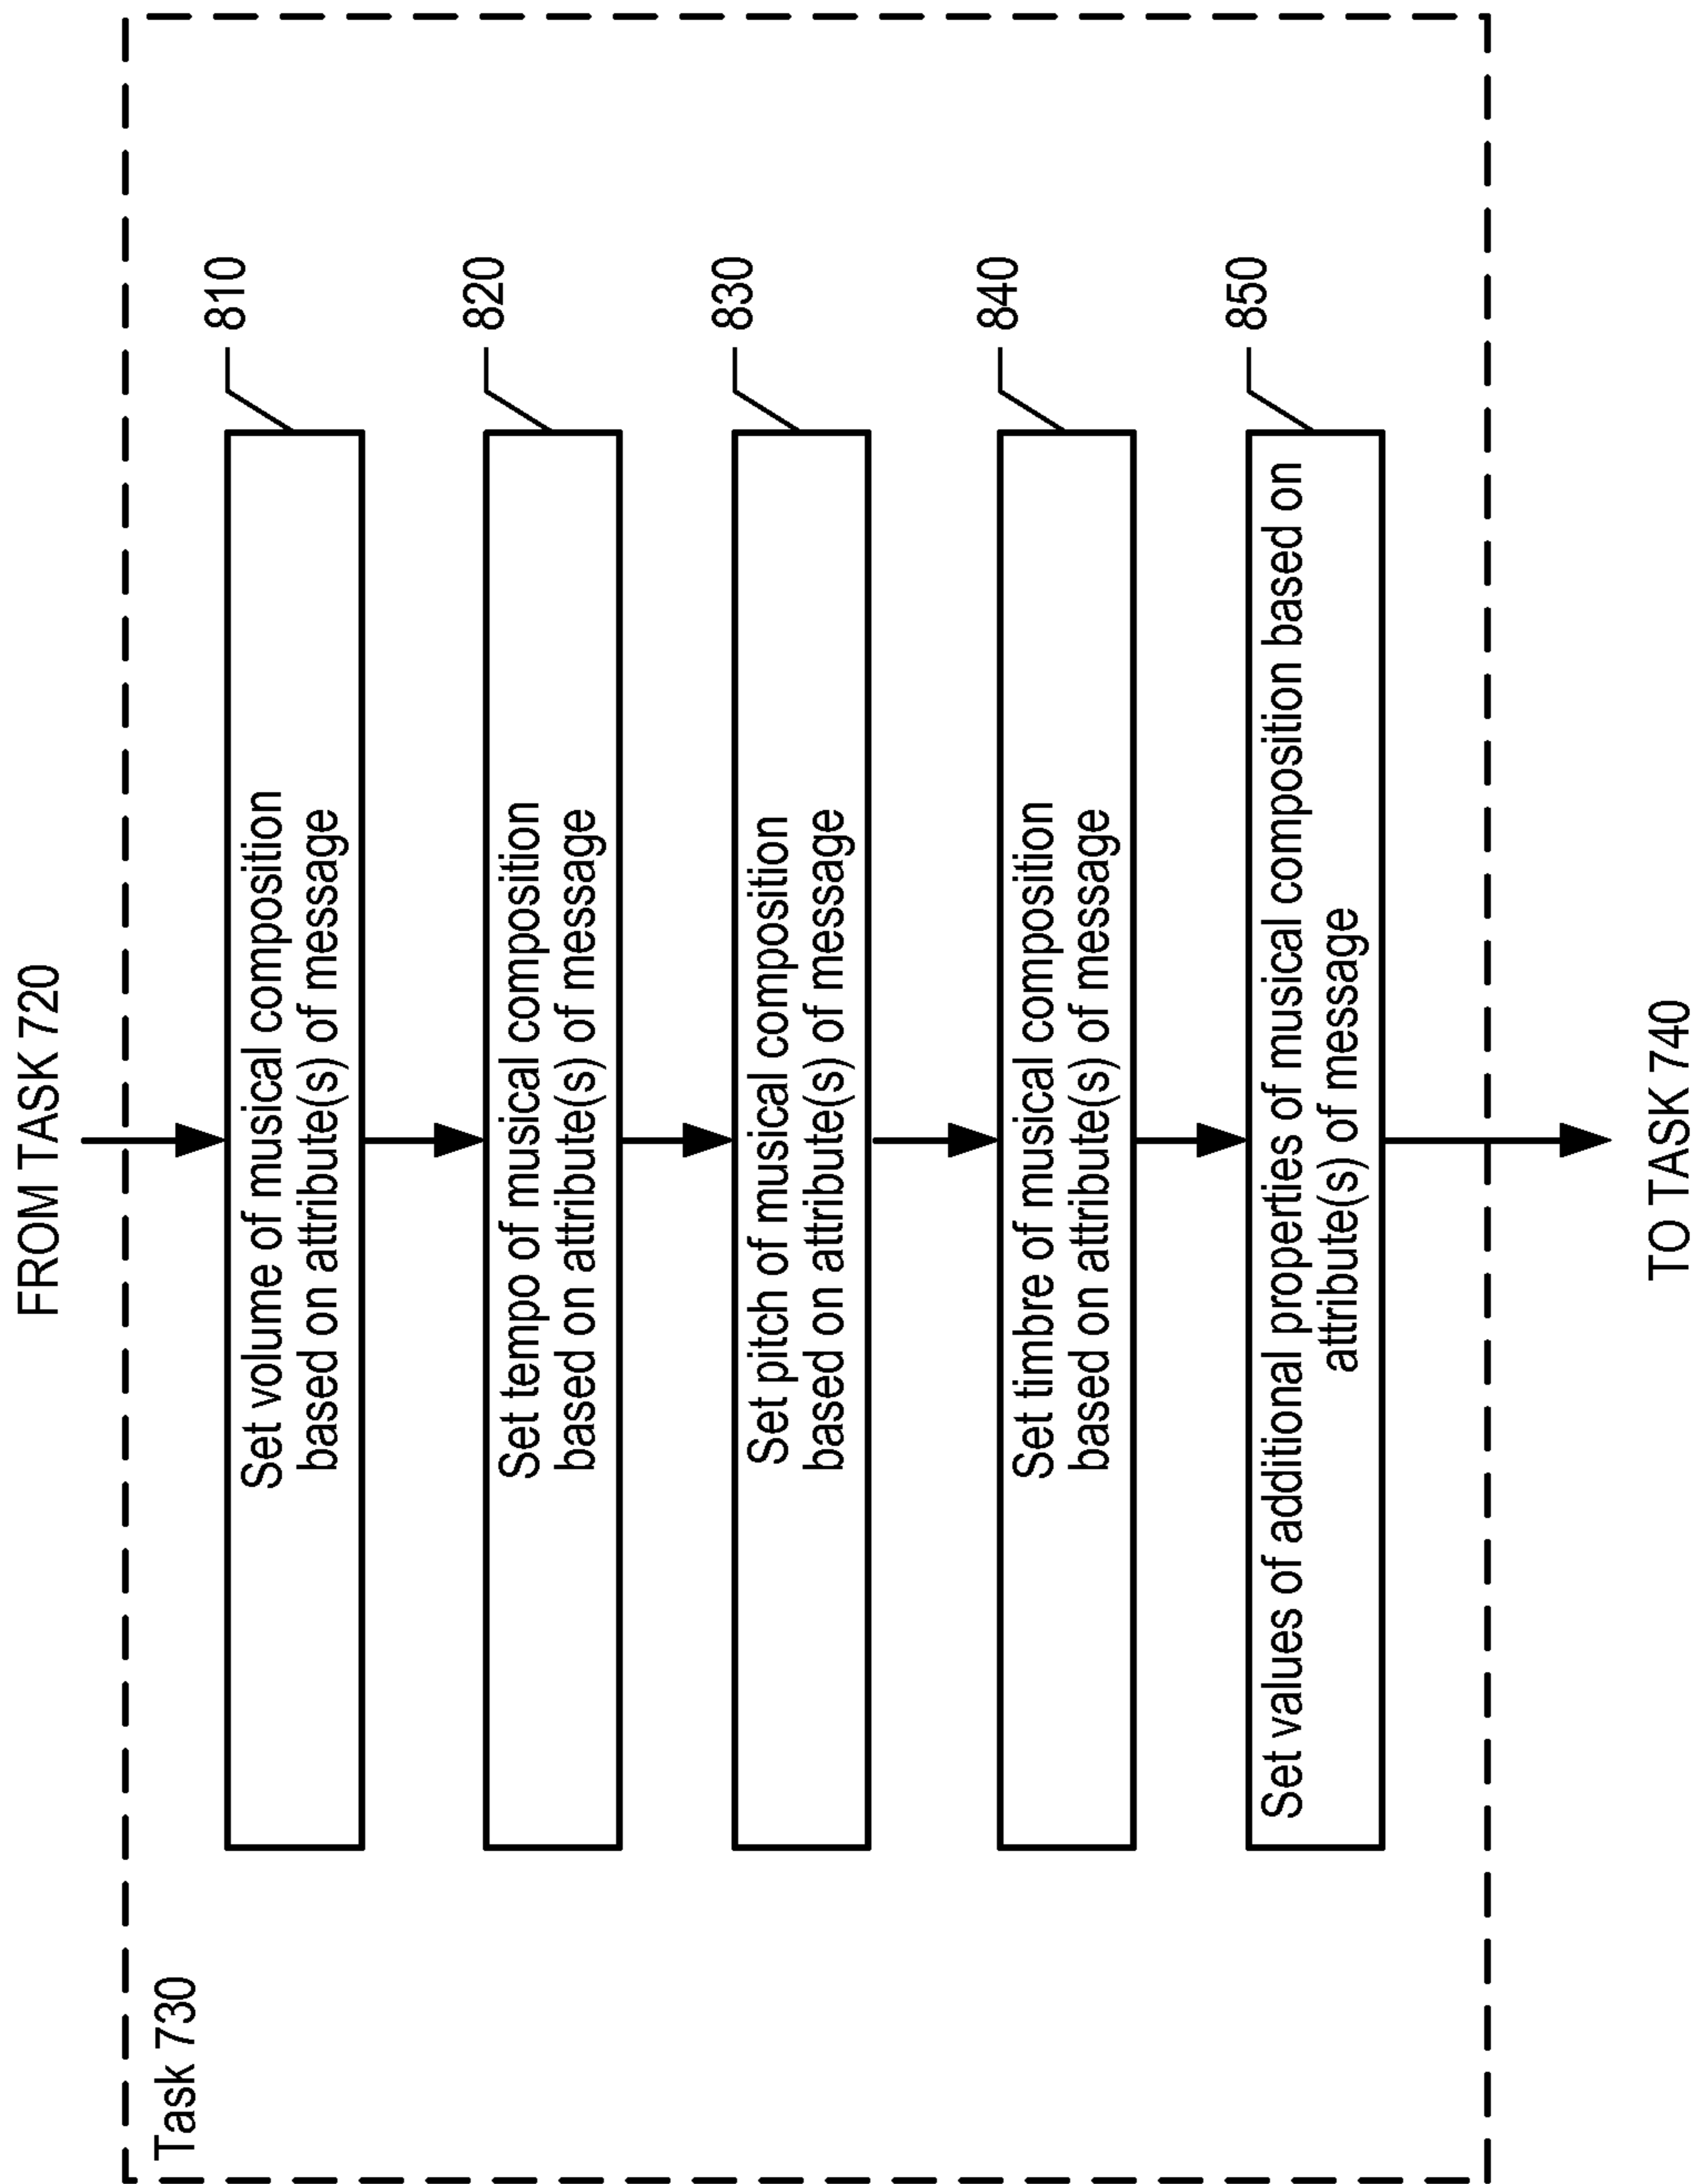 FROM TASK 720
Task 730
810
Set volume of musical composition
based on attribute(s) of message
820
Set tempo of musical composition
based on attribute(s) of message
830
Set pitch of musical composition
based on attribute(s) of message
840
Set timbre of musical composition
based on attribute(s) of message
850
Set values of additional properties of musical composition based on
attribute(s) of message
TO TASK 740